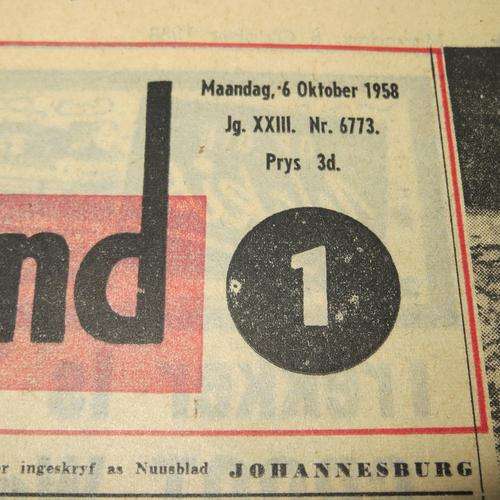 Maandag, 6 Oktober 1958
Jg. XXIII. Nr. 6773.
Prys 3d.
nd
1
r ingeskryf as Nuusblad JOHANNESBURG